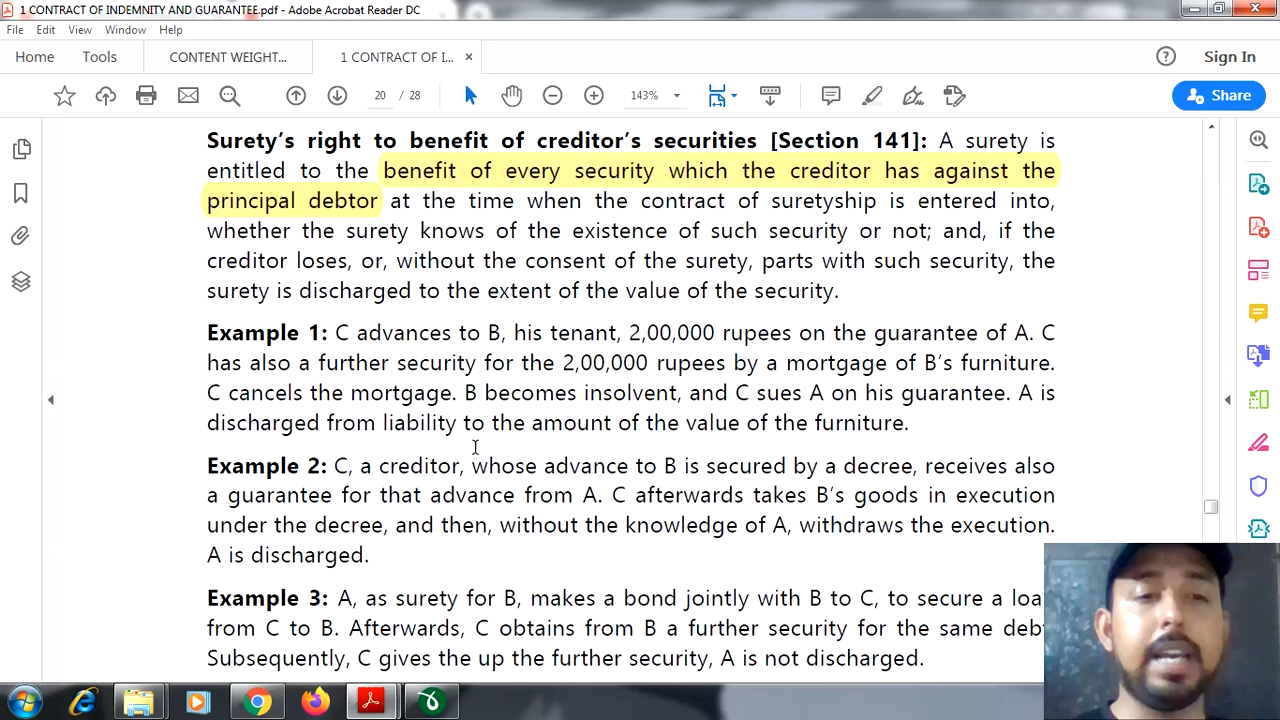 1 CONTRACT OF INDEMNITY AND GUARANTEE.pdf - Adobe Acrobat Reader DC
File Edit View Window Help
Home Tools CONTENT WEIGHT... 1 CONTRACT OF I... × Sign In
20 / 28 143% Share
Surety's right to benefit of creditor's securities [Section 141]: A surety is
entitled to the benefit of every security which the creditor has against the
principal debtor at the time when the contract of suretyship is entered into,
whether the surety knows of the existence of such security or not; and, if the
creditor loses, or, without the consent of the surety, parts with such security, the
surety is discharged to the extent of the value of the security.
Example 1: C advances to B, his tenant, 2,00,000 rupees on the guarantee of A. C
has also a further security for the 2,00,000 rupees by a mortgage of B's furniture.
C cancels the mortgage. B becomes insolvent, and C sues A on his guarantee. A is
discharged from liability to the amount of the value of the furniture.
Example 2: C, a creditor, whose advance to B is secured by a decree, receives also
a guarantee for that advance from A. C afterwards takes B's goods in execution
under the decree, and then, without the knowledge of A, withdraws the execution.
A is discharged.
Example 3: A, as surety for B, makes a bond jointly with B to C, to secure a loa
from C to B. Afterwards, C obtains from B a further security for the same deb
Subsequently, C gives the up the further security, A is not discharged.